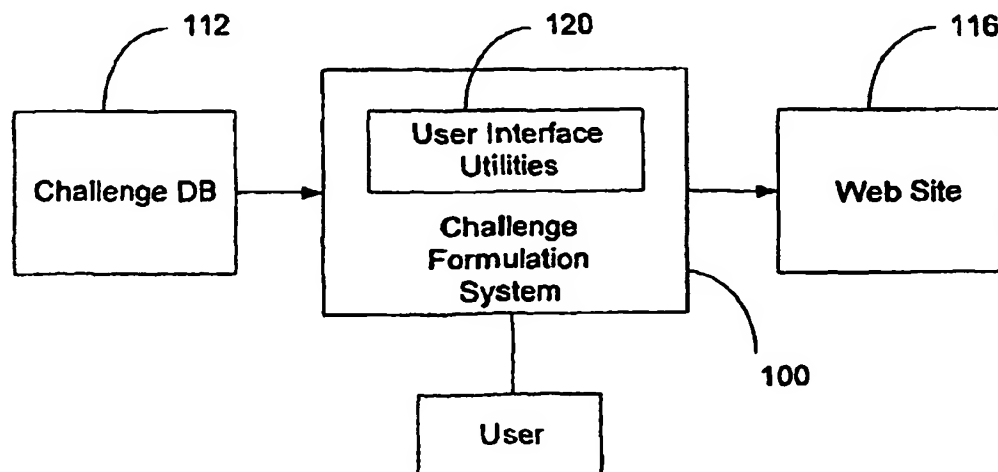 112
120
116
Challenge DB
User Interface
Utilities
Challenge
Formulation
System
Web Site
100
User